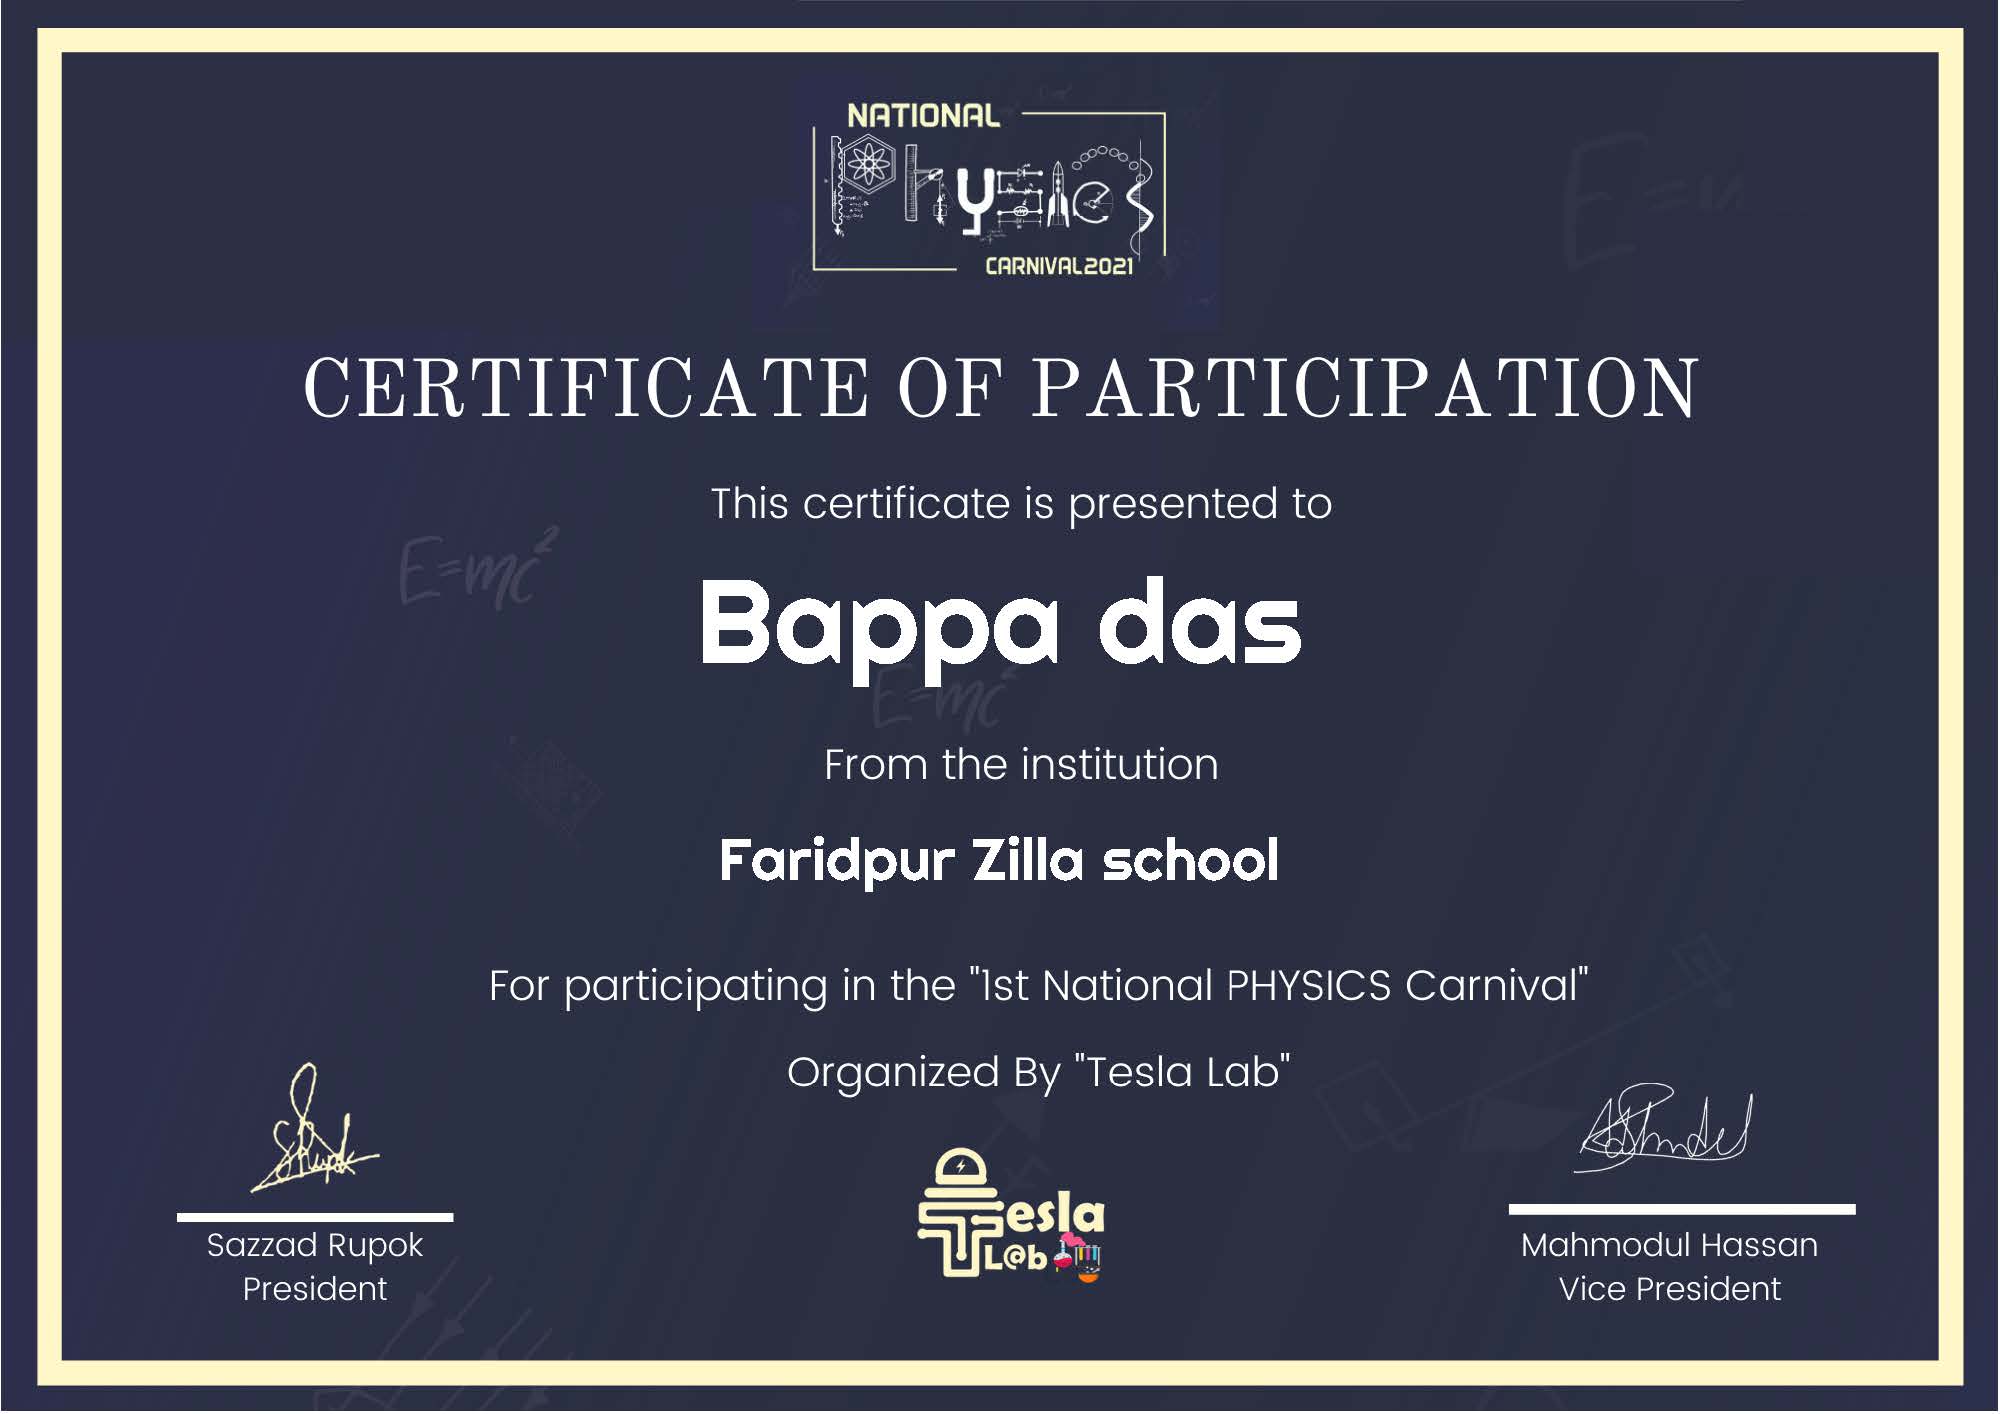 NATIONAL
Physics
CARNIVAL2021
CERTIFICATE OF PARTICIPATION
This certificate is presented to
E=mc²
Bappa das
E=mc²
From the institution
Faridpur Zilla school
For participating in the "1st National PHYSICS Carnival"
Organized By "Tesla Lab"
Tesla
L@b
Sazzad Rupok
President
Mahmodul Hassan
Vice President